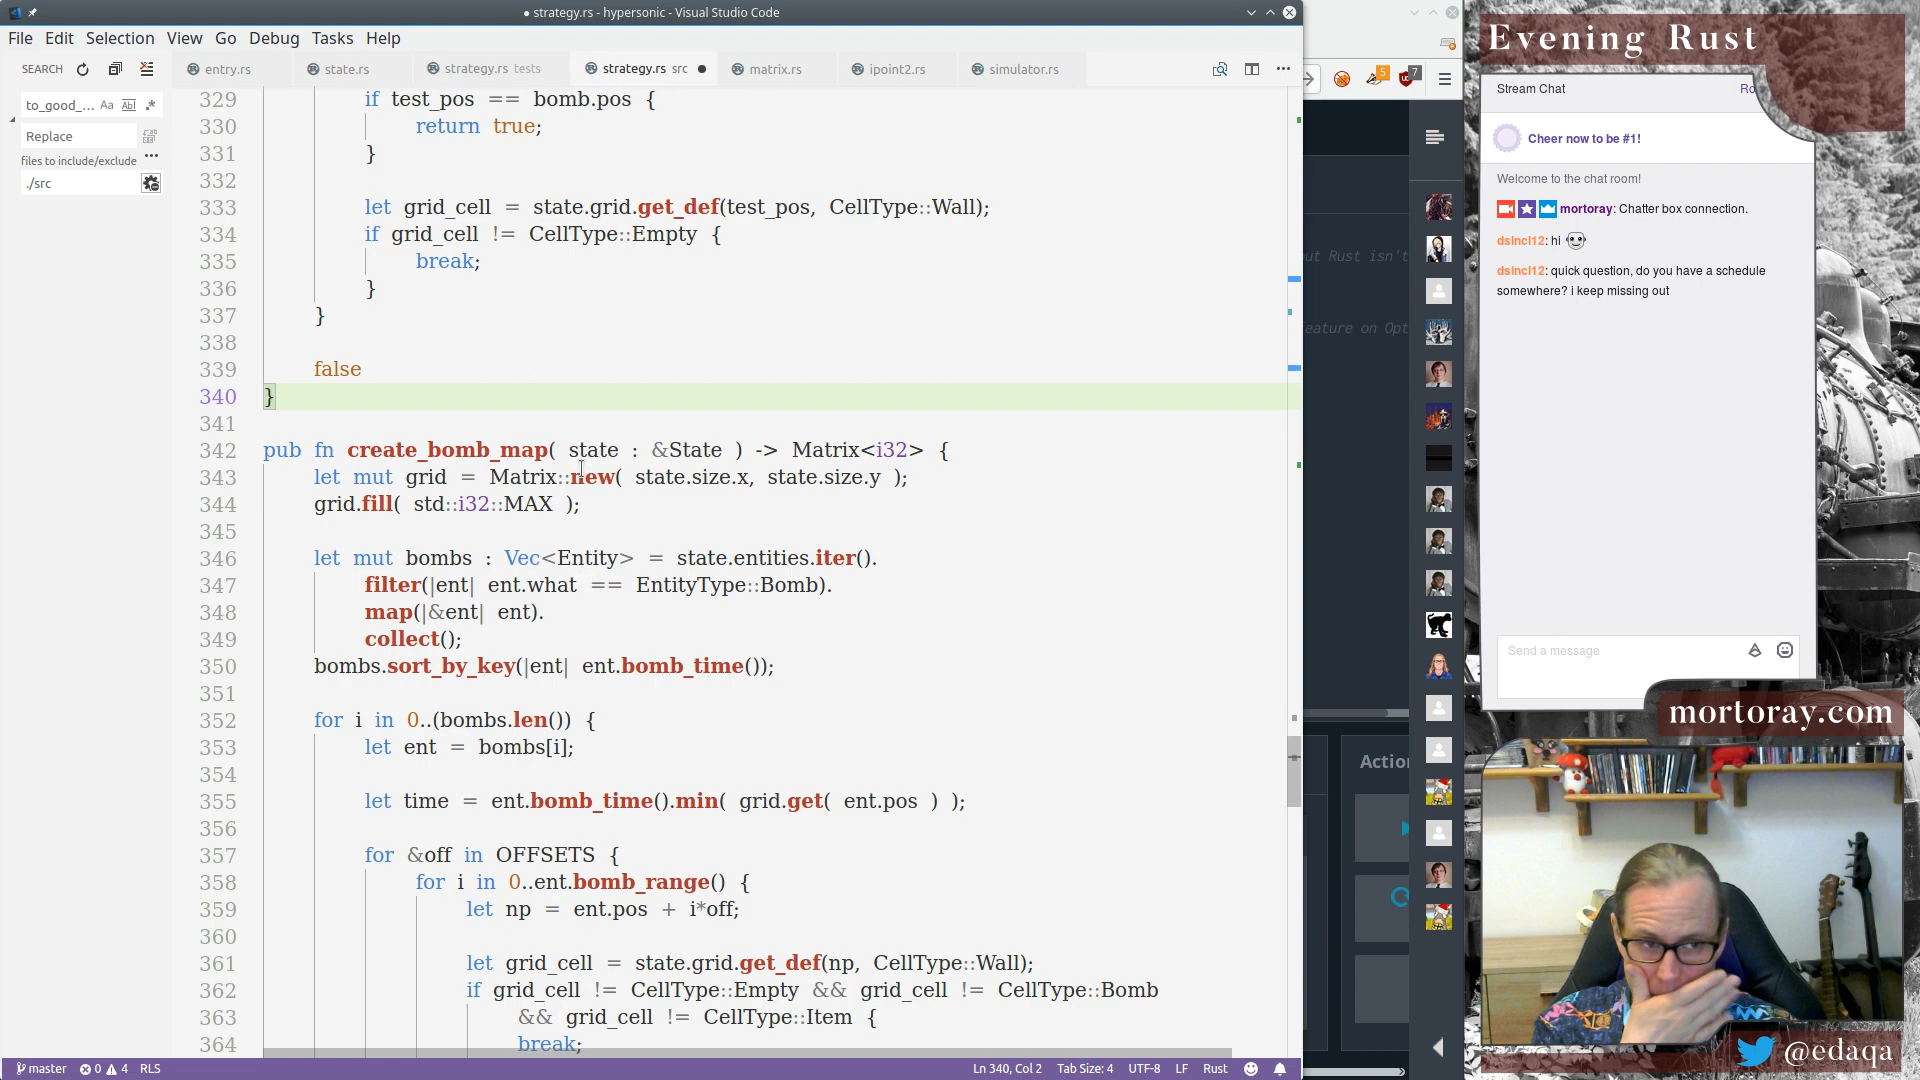 strategy.rs - hypersonic - Visual Studio Code
File Edit Selection View Go Debug Tasks Help
SEARCH
entry.rs
state.rs
strategy.rs tests
strategy.rs src
matrix.rs
ipoint2.rs
simulator.rs
to_good_...
Replace
files to include/exclude
./src
329 if test_pos == bomb.pos {
330 return true;
331 }
332
333 let grid_cell = state.grid.get_def(test_pos, CellType::Wall);
334 if grid_cell != CellType::Empty {
335 break;
336 }
337 }
338
339 false
340 }
341
342 pub fn create_bomb_map( state : &State ) -> Matrix<i32> {
343 let mut grid = Matrix::new( state.size.x, state.size.y );
344 grid.fill( std::i32::MAX );
345
346 let mut bombs : Vec<Entity> = state.entities.iter().
347 filter(|ent| ent.what == EntityType::Bomb).
348 map(|&ent| ent).
349 collect();
350 bombs.sort_by_key(|ent| ent.bomb_time());
351
352 for i in 0..(bombs.len()) {
353 let ent = bombs[i];
354
355 let time = ent.bomb_time().min( grid.get( ent.pos ) );
356
357 for &off in OFFSETS {
358 for i in 0..ent.bomb_range() {
359 let np = ent.pos + i*off;
360
361 let grid_cell = state.grid.get_def(np, CellType::Wall);
362 if grid_cell != CellType::Empty && grid_cell != CellType::Bomb
363 && grid_cell != CellType::Item {
364 break;
master 0 4 RLS
Ln 340, Col 2 Tab Size: 4 UTF-8 LF Rust
5
7
ut Rust isn't
eature on Opt
Actio
Evening Rust
Stream Chat
Ro
Cheer now to be #1!
Welcome to the chat room!
mortoray: Chatter box connection.
dsincl12: hi
dsincl12: quick question, do you have a schedule
somewhere? i keep missing out
Send a message
mortoray.com
@edaqa